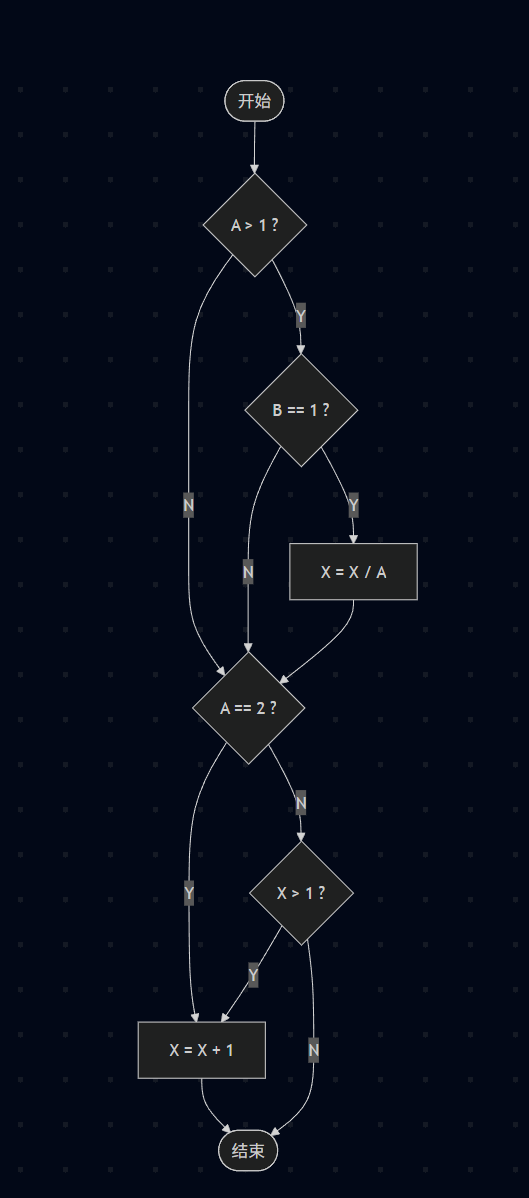 开始
A > 1 ?
Y
B == 1 ?
N
Y
N
X = X / A
A == 2 ?
N
Y
X > 1 ?
Y
X = X + 1
N
结束